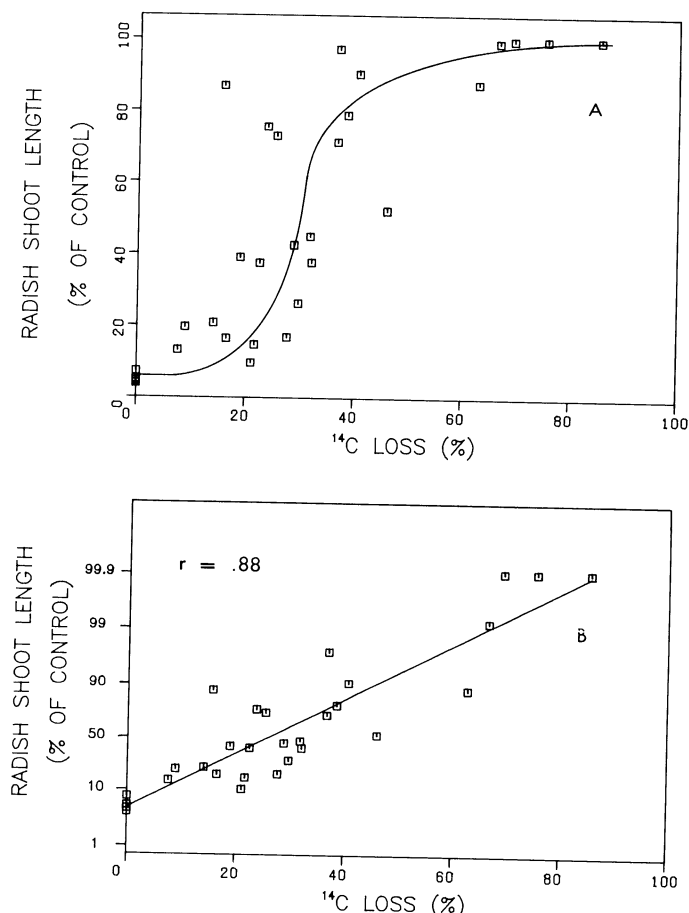 RADISH SHOOT LENGTH
(% OF CONTROL)
100
80
60
40
20
0
A
0 20 40 60 80 100
¹⁴C LOSS (%)
RADISH SHOOT LENGTH
(% OF CONTROL)
99.9
99
90
50
10
1
r = .88
B
0 20 40 60 80 100
¹⁴C LOSS (%)